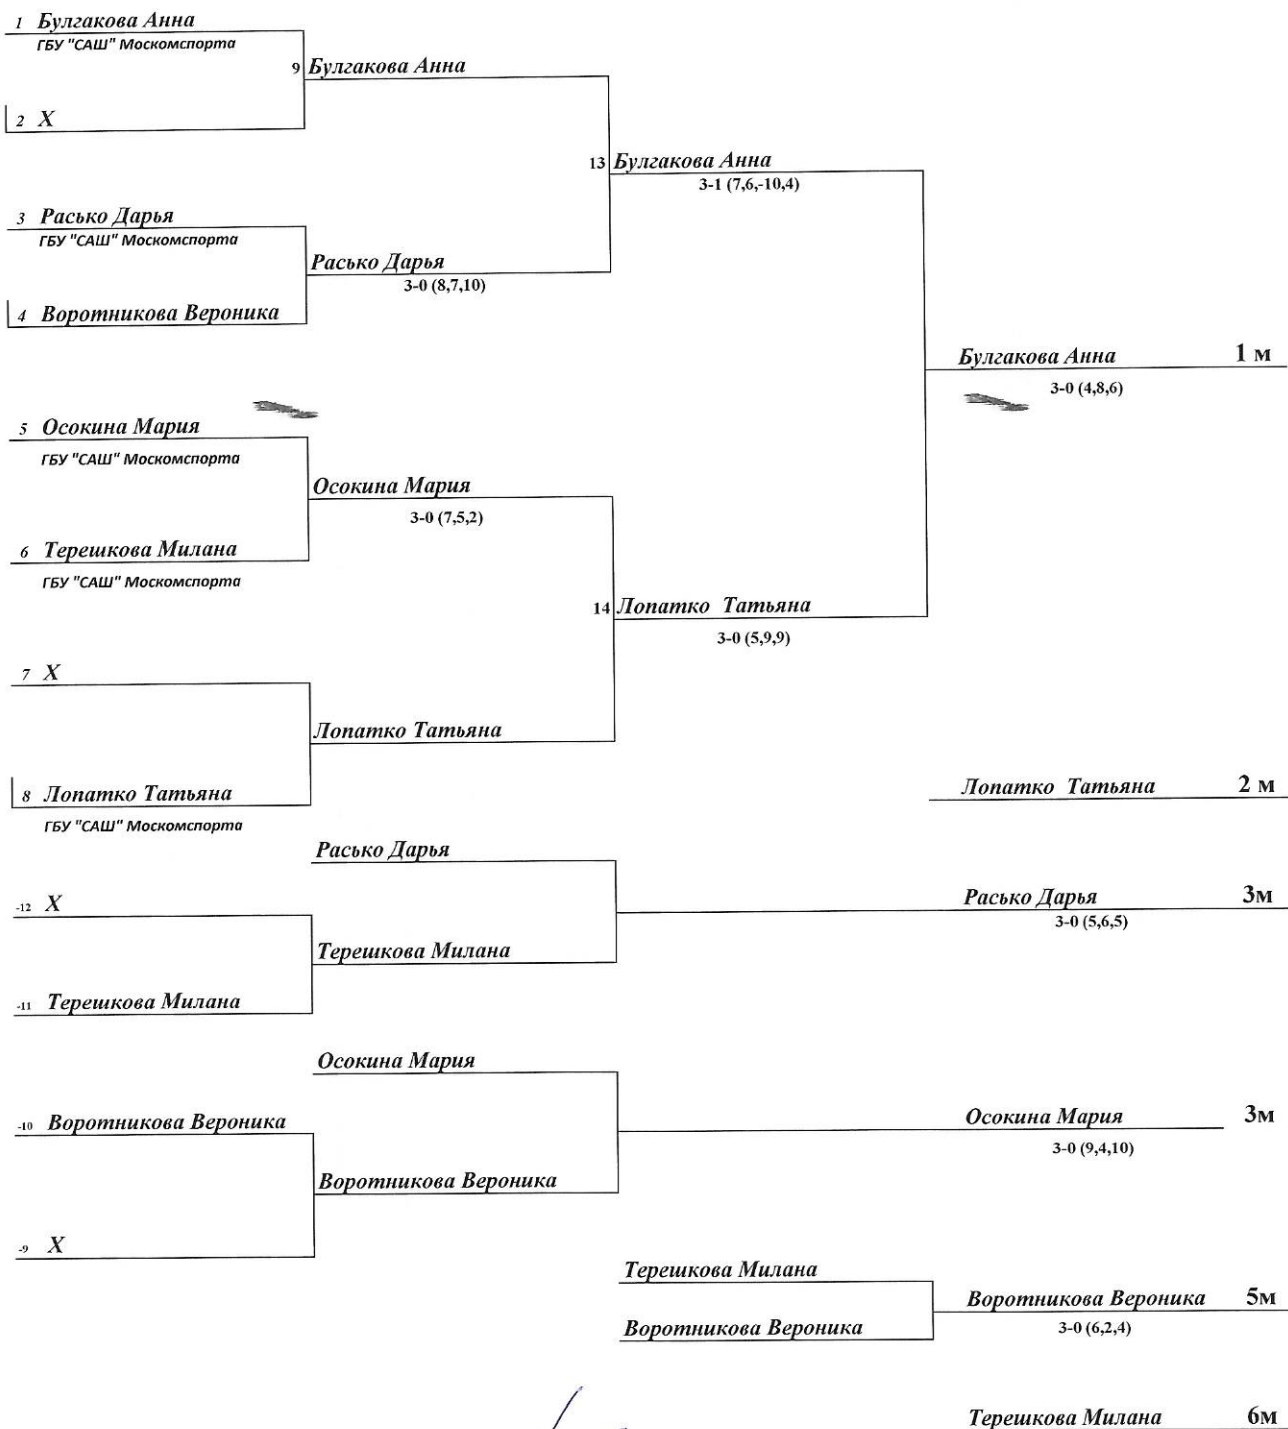 1 Булгакова Анна
ГБУ "САШ" Москомспорта
9 Булгакова Анна
2 X
13 Булгакова Анна
3-1 (7,6,-10,4)
3 Расько Дарья
ГБУ "САШ" Москомспорта
Расько Дарья
3-0 (8,7,10)
4 Воротникова Вероника
Булгакова Анна 1 м
3-0 (4,8,6)
5 Осокина Мария
ГБУ "САШ" Москомспорта
Осокина Мария
3-0 (7,5,2)
6 Терешкова Милана
ГБУ "САШ" Москомспорта
14 Лопатко Татьяна
3-0 (5,9,9)
7 X
Лопатко Татьяна
8 Лопатко Татьяна
ГБУ "САШ" Москомспорта
Лопатко Татьяна 2 м
Расько Дарья
-12 X
Расько Дарья 3м
3-0 (5,6,5)
Терешкова Милана
-11 Терешкова Милана
Осокина Мария
-10 Воротникова Вероника
Осокина Мария 3м
3-0 (9,4,10)
Воротникова Вероника
-9 X
Терешкова Милана
Воротникова Вероника 5м
3-0 (6,2,4)
Воротникова Вероника
Терешкова Милана 6м